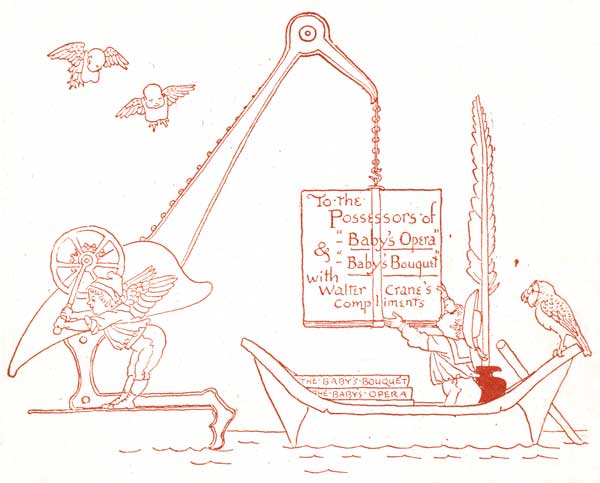 To the
Possessors of
"Baby's Opera"
& "Baby's Bouquet"
with
Walter Crane's
Compliments
THE·BABY'S·BOUQUET
THE·BABY'S OPERA